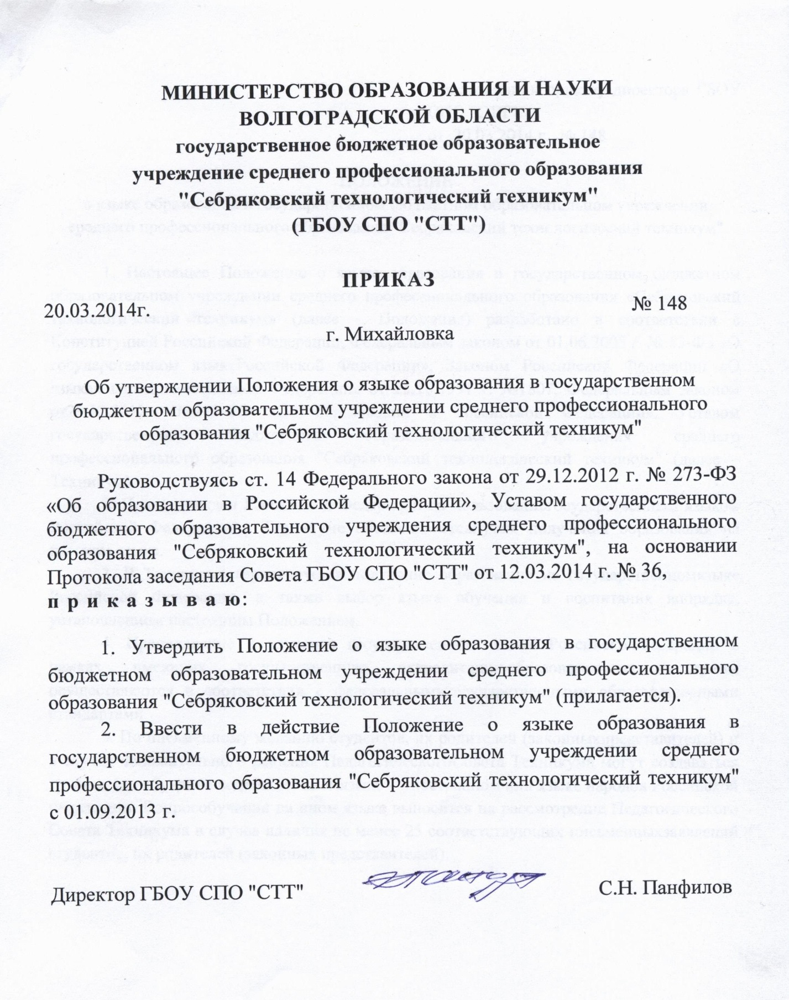 МИНИСТЕРСТВО ОБРАЗОВАНИЯ И НАУКИ
ВОЛГОГРАДСКОЙ ОБЛАСТИ
государственное бюджетное образовательное
учреждение среднего профессионального образования
"Себряковский технологический техникум"
(ГБОУ СПО "СТТ")
ПРИКАЗ
20.03.2014г. № 148
г. Михайловка
Об утверждении Положения о языке образования в государственном
бюджетном образовательном учреждении среднего профессионального
образования "Себряковский технологический техникум"
Руководствуясь ст. 14 Федерального закона от 29.12.2012 г. № 273-ФЗ
«Об образовании в Российской Федерации», Уставом государственного
бюджетного образовательного учреждения среднего профессионального
образования "Себряковский технологический техникум", на основании
Протокола заседания Совета ГБОУ СПО "СТТ" от 12.03.2014 г. № 36,
п р и к а з ы в а ю:
1. Утвердить Положение о языке образования в государственном
бюджетном образовательном учреждении среднего профессионального
образования "Себряковский технологический техникум" (прилагается).
2. Ввести в действие Положение о языке образования в
государственном бюджетном образовательном учреждении среднего
профессионального образования "Себряковский технологический техникум"
с 01.09.2013 г.
Директор ГБОУ СПО "СТТ" С.Н. Панфилов